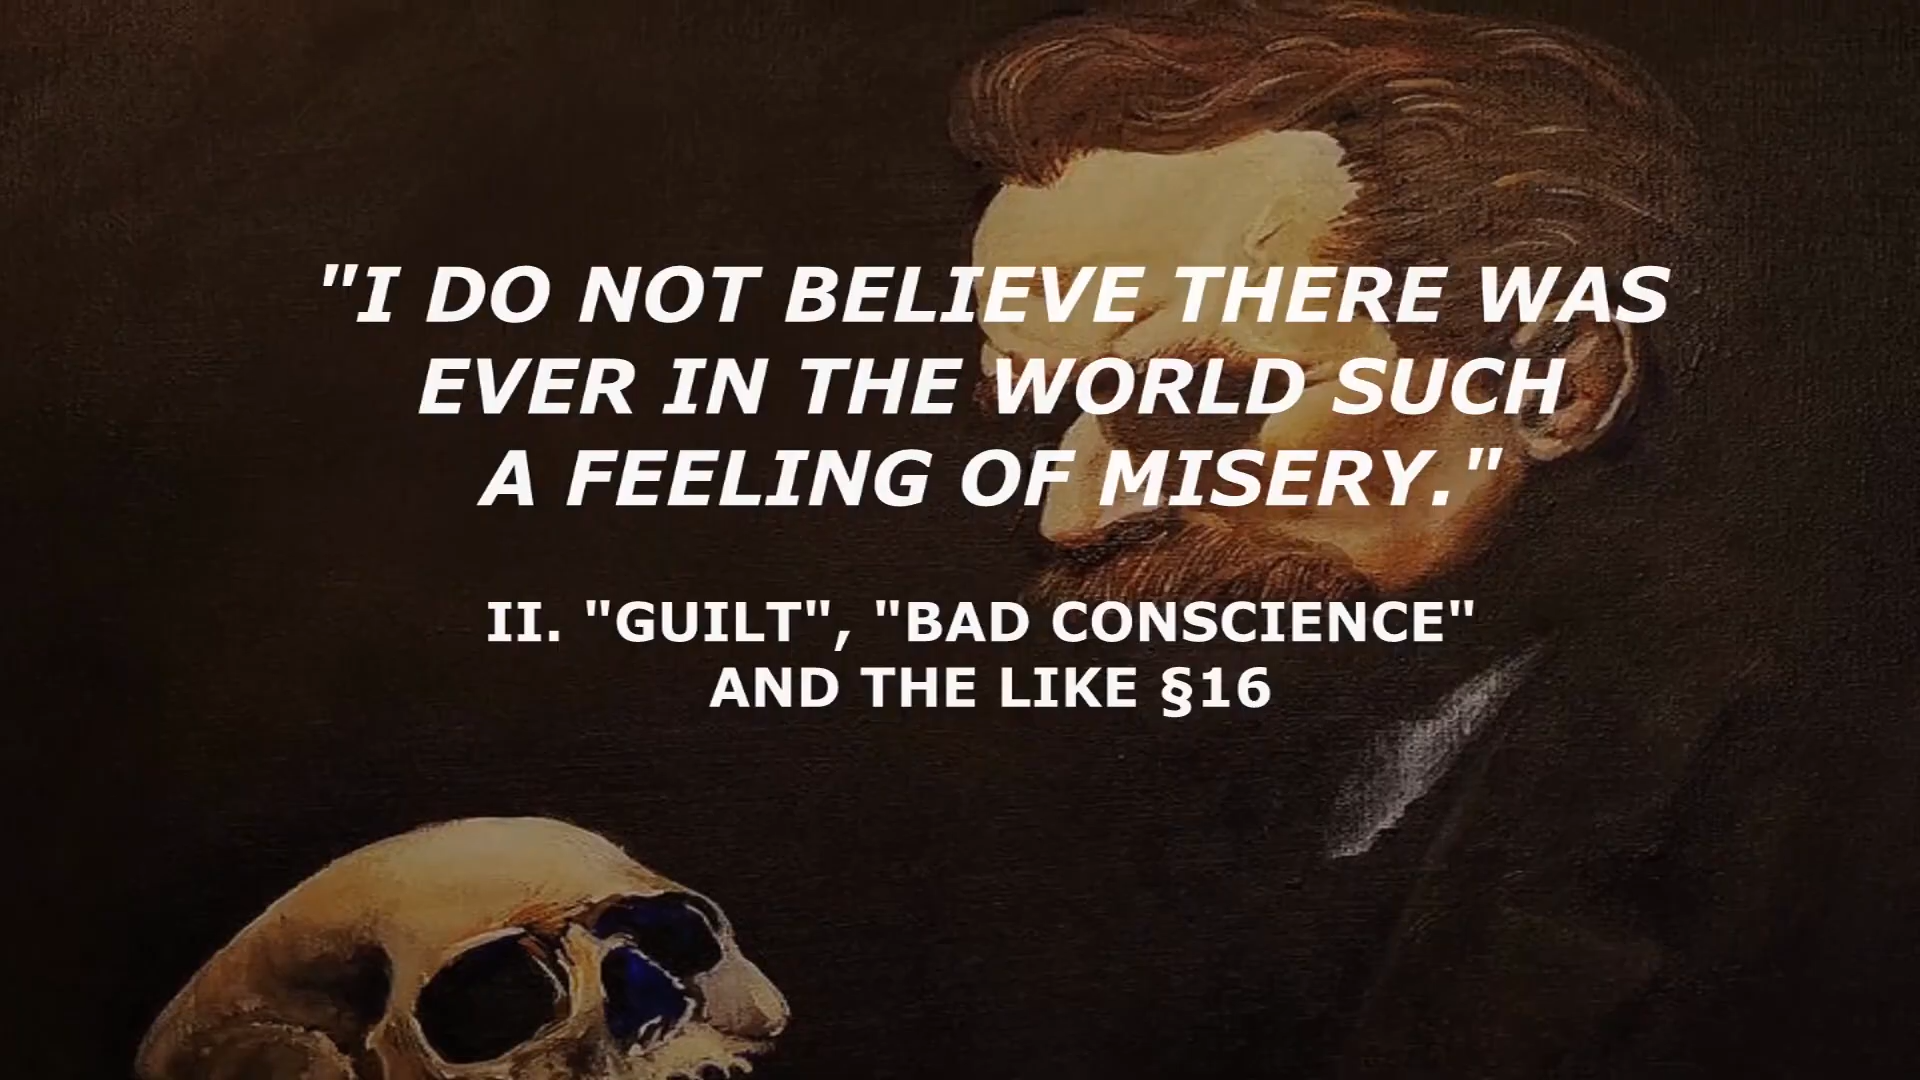 "I DO NOT BELIEVE THERE WAS
EVER IN THE WORLD SUCH
A FEELING OF MISERY."
II. "GUILT", "BAD CONSCIENCE"
AND THE LIKE §16